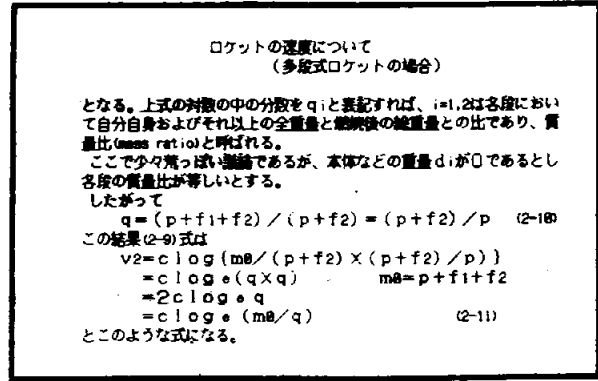 ロケットの速度について
(多段式ロケットの場合)
となる。上式の対数の中の分数をqiと表記すれば、i=1,2は各段におい
て自分自身およびそれ以上の全重量と燃焼後の総重量との比であり、質
量比(mass ratio)と呼ばれる。
ここで少々荒っぽい議論であるが、本体などの重量diが0であるとし
各段の質量比が等しいとする。
したがって
q=(p+f1+f2)/(p+f2)=(p+f2)/p (2-10)
この結果(2-9)式は
v2=clog{m0/(p+f2)×(p+f2)/p)}
=cloge(q×q) m0=p+f1+f2
=2cloge q
=cloge(m0/q) (2-11)
とこのような式になる。